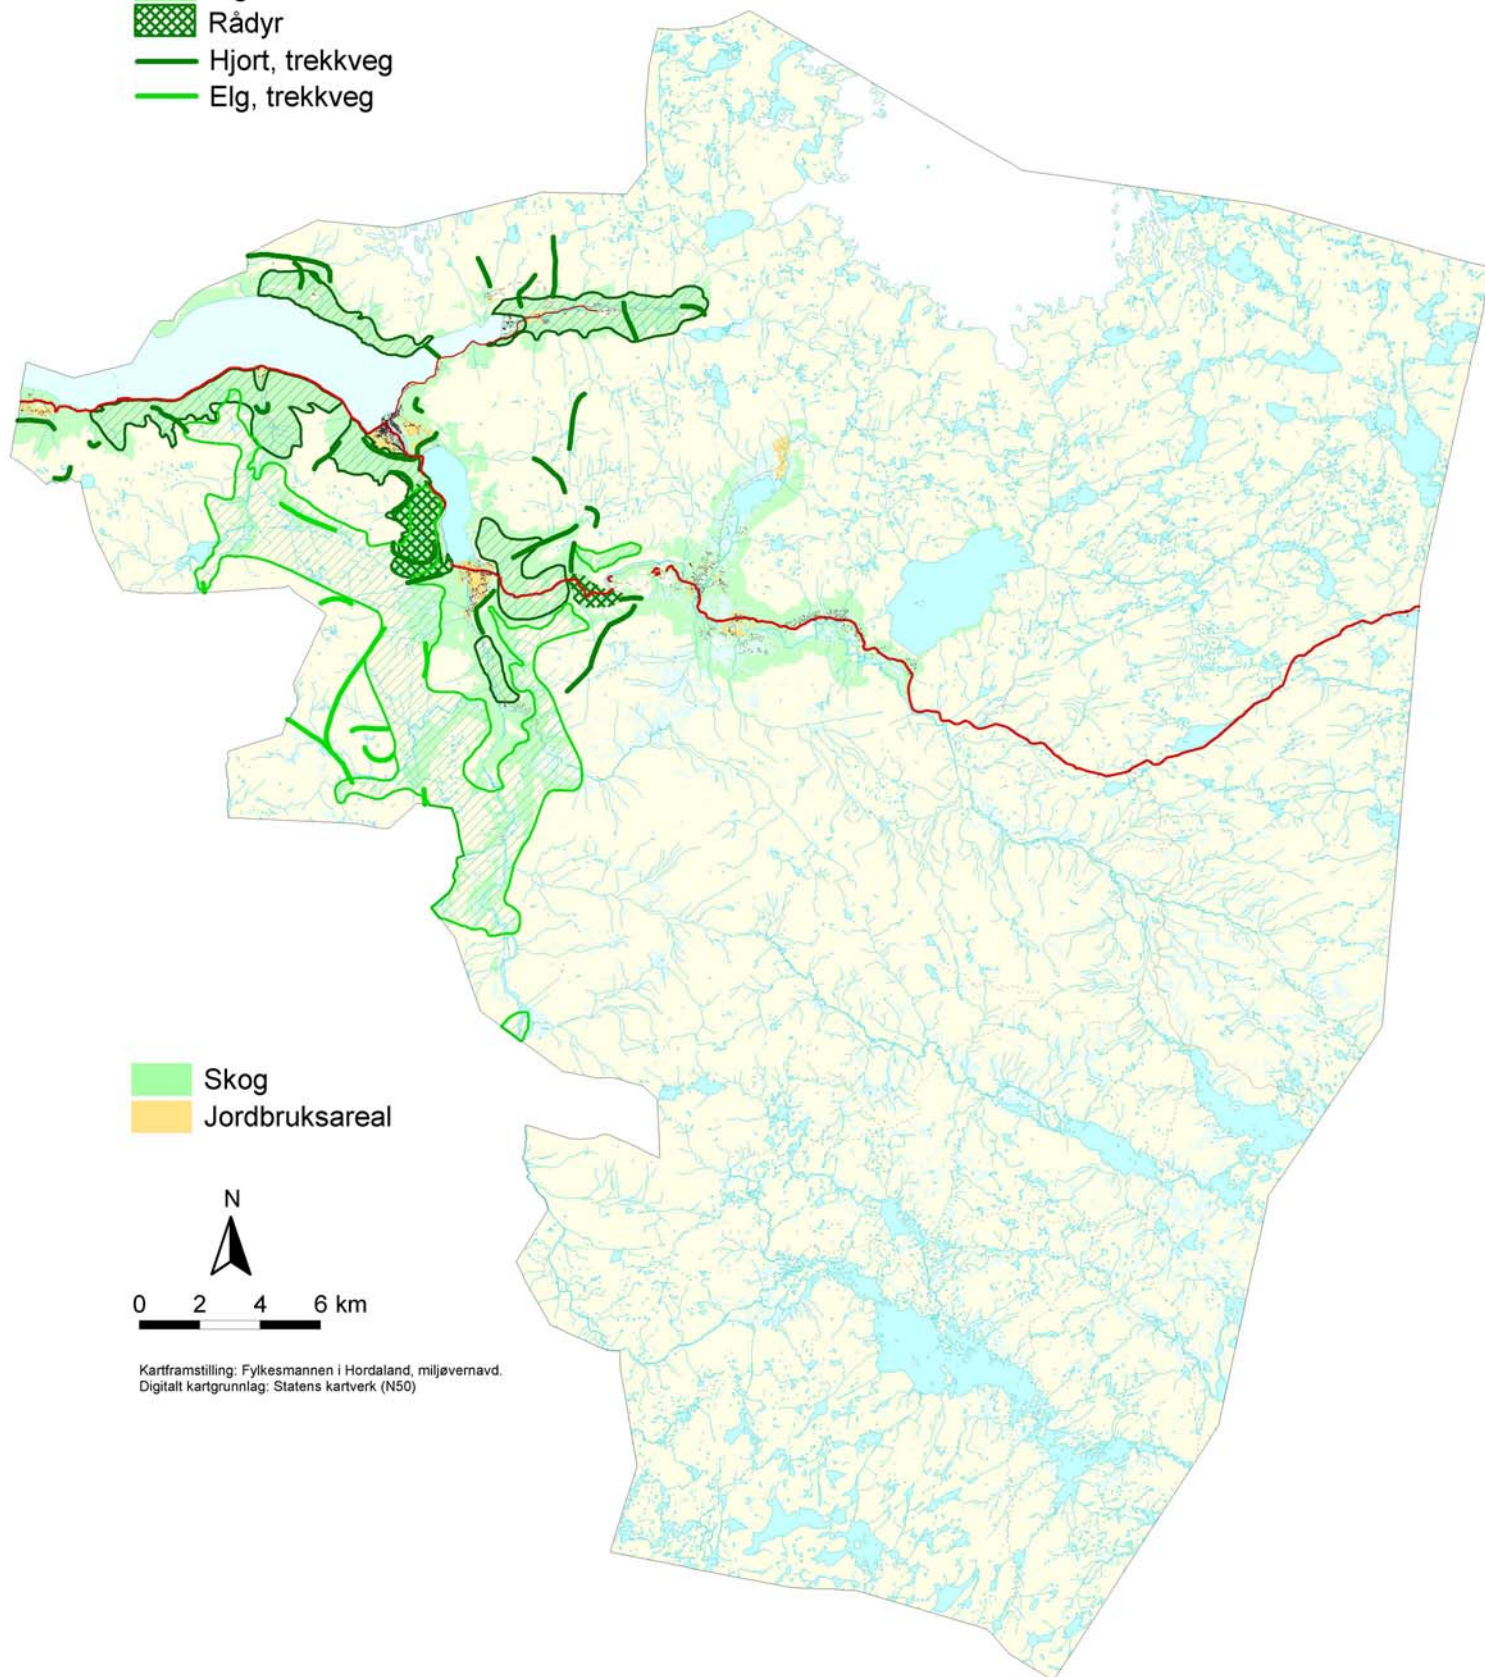 Rådyr
Hjort, trekkveg
Elg, trekkveg
Skog
Jordbruksareal
N
0 2 4 6 km
Kartframstilling: Fylkesmannen i Hordaland, miljøvernavd.
Digitalt kartgrunnlag: Statens kartverk (N50)